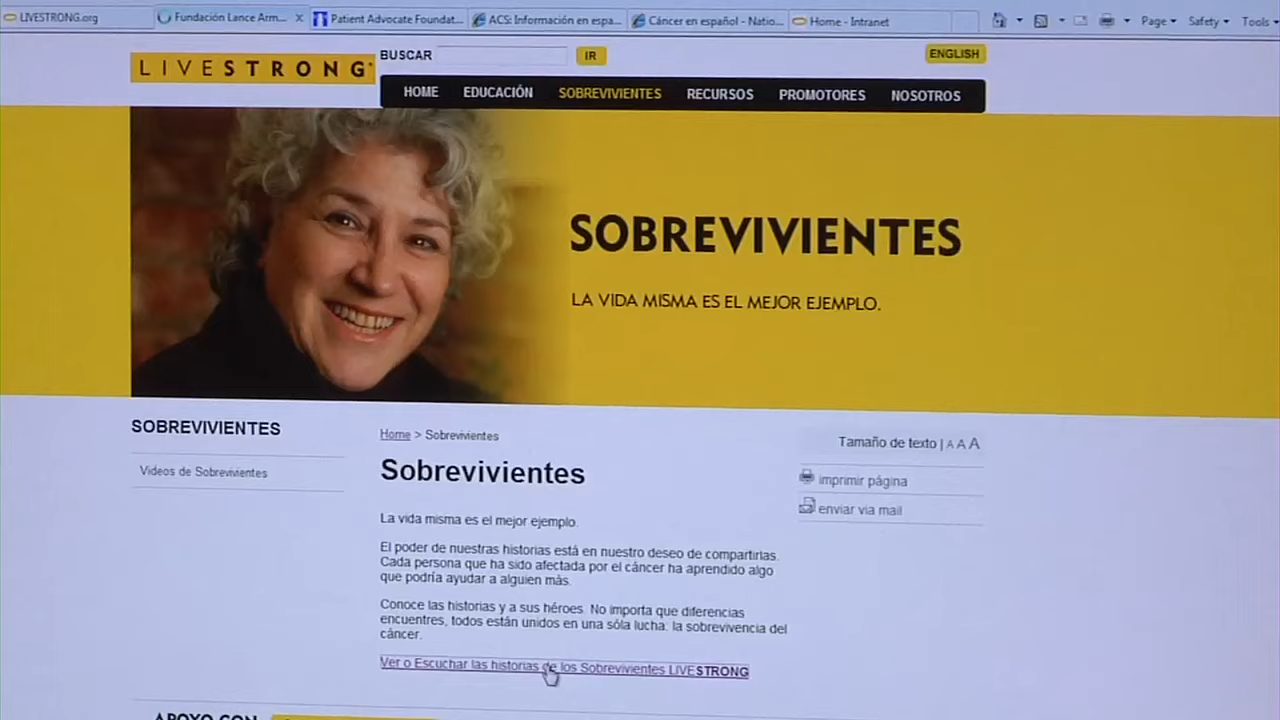 LIVESTRONG.org
Fundación Lance Arm...
Patient Advocate Foundat...
ACS: Información en espa...
Cáncer en español - Natio...
Home - Intranet
Page
Safety
Tools
LIVESTRONG
BUSCAR
IR
ENGLISH
HOME
EDUCACIÓN
SOBREVIVIENTES
RECURSOS
PROMOTORES
NOSOTROS
SOBREVIVIENTES
LA VIDA MISMA ES EL MEJOR EJEMPLO.
SOBREVIVIENTES
Videos de Sobrevivientes
Home > Sobrevivientes
Sobrevivientes
La vida misma es el mejor ejemplo.
El poder de nuestras historias está en nuestro deseo de compartirlas.
Cada persona que ha sido afectada por el cáncer ha aprendido algo
que podría ayudar a alguien más.
Conoce las historias y a sus héroes. No importa que diferencias
encuentres, todos están unidos en una sóla lucha: la sobrevivencia del
cáncer.
Ver o Escuchar las historias de los Sobrevivientes LIVESTRONG
Tamaño de texto | A A A
imprimir página
enviar via mail
APOYO CON